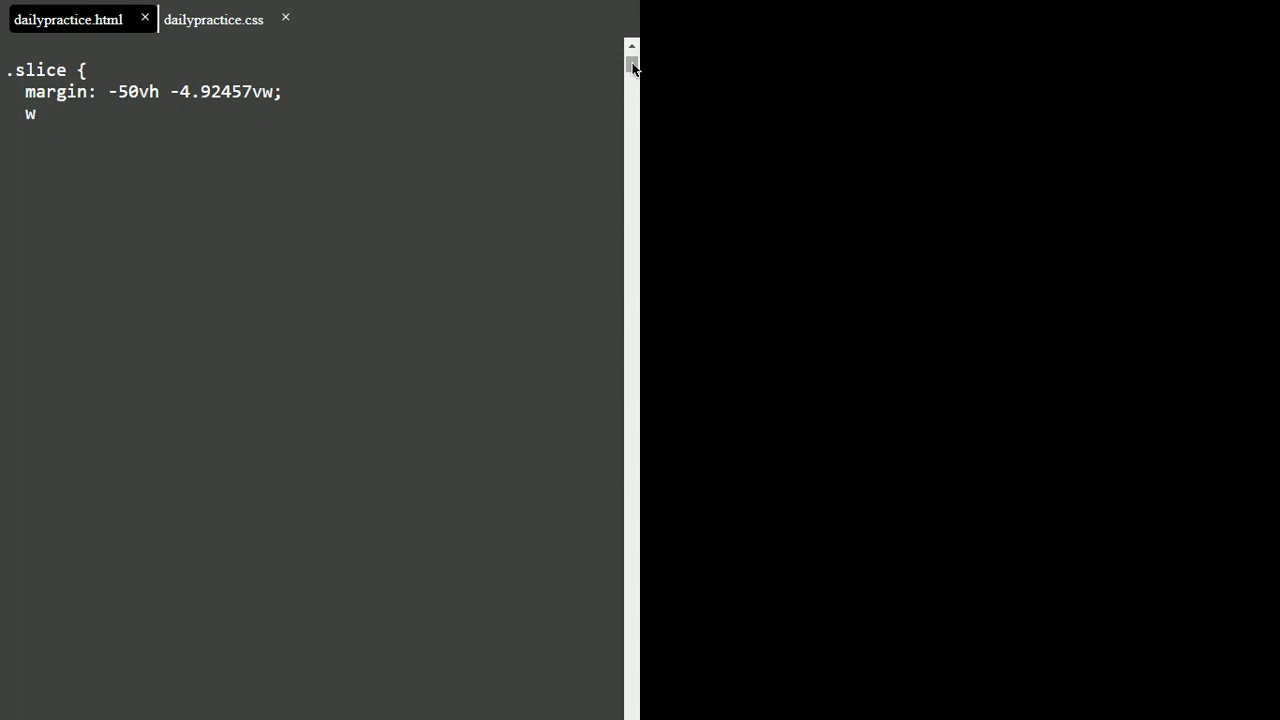 dailypractice.html × dailypractice.css ×
.slice {
margin: -50vh -4.92457vw;
w